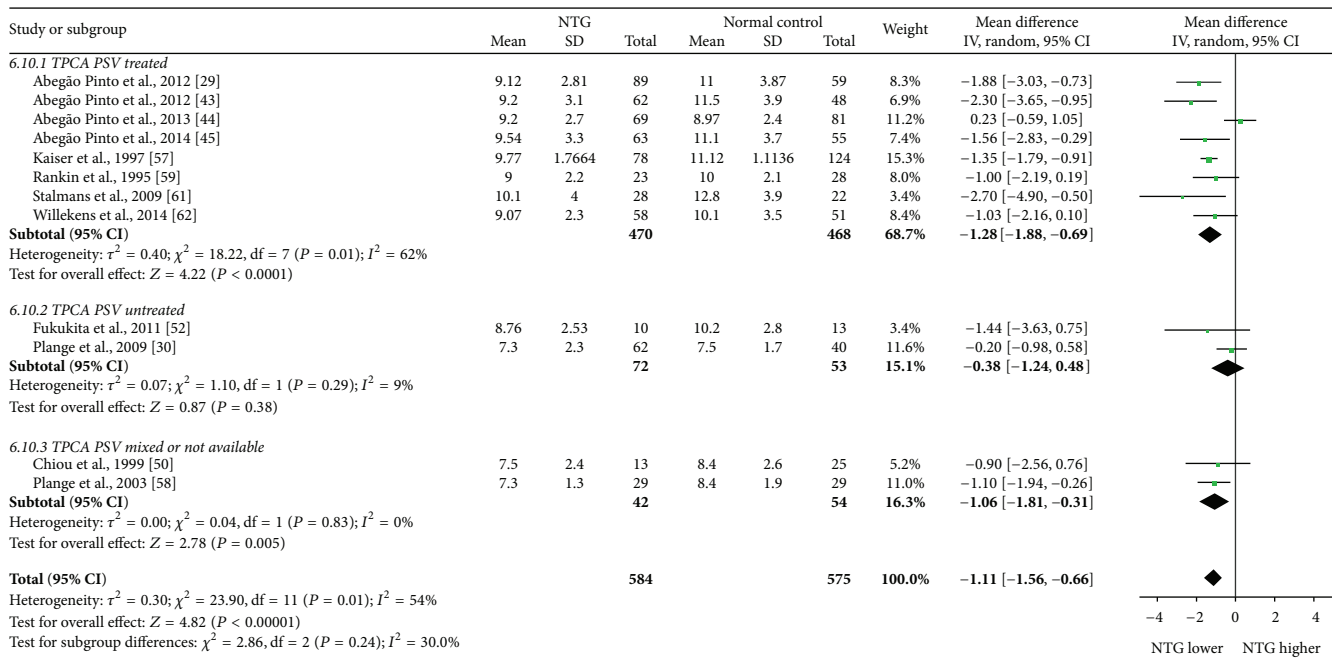 Study or subgroup NTG Normal control Weight Mean difference Mean difference
Mean SD Total Mean SD Total IV, random, 95% CI IV, random, 95% CI
6.10.1 TPCA PSV treated
Abegão Pinto et al., 2012 [29] 9.12 2.81 89 11 3.87 59 8.3% −1.88 [−3.03, −0.73]
Abegão Pinto et al., 2012 [43] 9.2 3.1 62 11.5 3.9 48 6.9% −2.30 [−3.65, −0.95]
Abegão Pinto et al., 2013 [44] 9.2 2.7 69 8.97 2.4 81 11.2% 0.23 [−0.59, 1.05]
Abegão Pinto et al., 2014 [45] 9.54 3.3 63 11.1 3.7 55 7.4% −1.56 [−2.83, −0.29]
Kaiser et al., 1997 [57] 9.77 1.7664 78 11.12 1.1136 124 15.3% −1.35 [−1.79, −0.91]
Rankin et al., 1995 [59] 9 2.2 23 10 2.1 28 8.0% −1.00 [−2.19, 0.19]
Stalmans et al., 2009 [61] 10.1 4 28 12.8 3.9 22 3.4% −2.70 [−4.90, −0.50]
Willekens et al., 2014 [62] 9.07 2.3 58 10.1 3.5 51 8.4% −1.03 [−2.16, 0.10]
Subtotal (95% CI) 470 468 68.7% −1.28 [−1.88, −0.69]
Heterogeneity: τ² = 0.40; χ² = 18.22, df = 7 (P = 0.01); I² = 62%
Test for overall effect: Z = 4.22 (P < 0.0001)
6.10.2 TPCA PSV untreated
Fukukita et al., 2011 [52] 8.76 2.53 10 10.2 2.8 13 3.4% −1.44 [−3.63, 0.75]
Plange et al., 2009 [30] 7.3 2.3 62 7.5 1.7 40 11.6% −0.20 [−0.98, 0.58]
Subtotal (95% CI) 72 53 15.1% −0.38 [−1.24, 0.48]
Heterogeneity: τ² = 0.07; χ² = 1.10, df = 1 (P = 0.29); I² = 9%
Test for overall effect: Z = 0.87 (P = 0.38)
6.10.3 TPCA PSV mixed or not available
Chiou et al., 1999 [50] 7.5 2.4 13 8.4 2.6 25 5.2% −0.90 [−2.56, 0.76]
Plange et al., 2003 [58] 7.3 1.3 29 8.4 1.9 29 11.0% −1.10 [−1.94, −0.26]
Subtotal (95% CI) 42 54 16.3% −1.06 [−1.81, −0.31]
Heterogeneity: τ² = 0.00; χ² = 0.04, df = 1 (P = 0.83); I² = 0%
Test for overall effect: Z = 2.78 (P = 0.005)
Total (95% CI) 584 575 100.0% −1.11 [−1.56, −0.66]
Heterogeneity: τ² = 0.30; χ² = 23.90, df = 11 (P = 0.01); I² = 54%
Test for overall effect: Z = 4.82 (P < 0.00001)
Test for subgroup differences: χ² = 2.86, df = 2 (P = 0.24); I² = 30.0%
−4 −2 0 2 4
NTG lower NTG higher